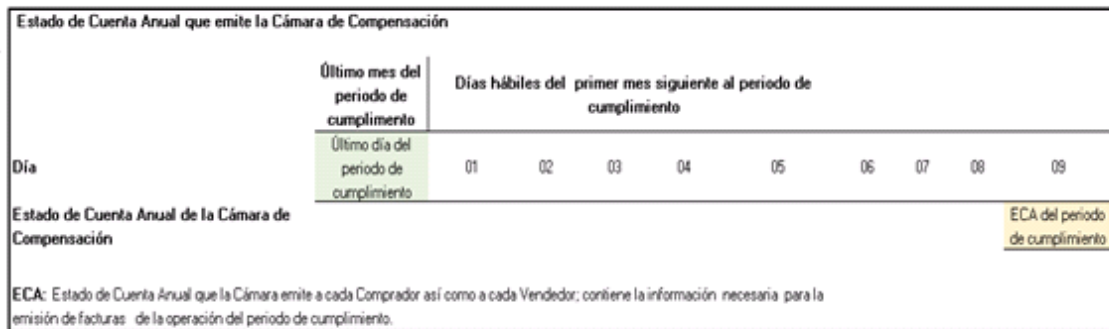 Estado de Cuenta Anual que emite la Cámara de Compensación
Último mes del
periodo de
cumplimento
Días hábiles del primer mes siguiente al periodo de
cumplimiento
Día
Último día del
periodo de
cumplimiento
01 02 03 04 05 06 07 08 09
Estado de Cuenta Anual de la Cámara de
Compensación
ECA del periodo
de cumplimiento
ECA: Estado de Cuenta Anual que la Cámara emite a cada Comprador así como a cada Vendedor; contiene la información necesaria para la
emisión de facturas de la operación del periodo de cumplimiento.